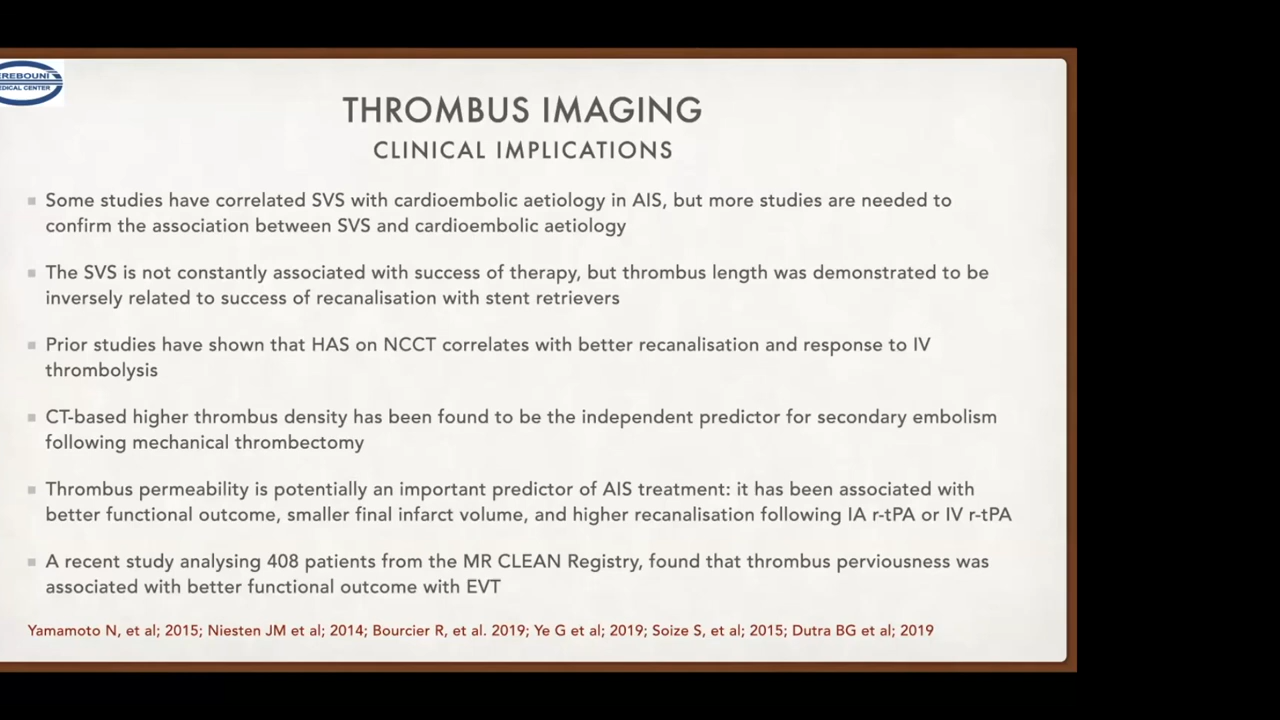 EREBOUNI
EDICAL CENTER
THROMBUS IMAGING
CLINICAL IMPLICATIONS
Some studies have correlated SVS with cardioembolic aetiology in AIS, but more studies are needed to
confirm the association between SVS and cardioembolic aetiology
The SVS is not constantly associated with success of therapy, but thrombus length was demonstrated to be
inversely related to success of recanalisation with stent retrievers
Prior studies have shown that HAS on NCCT correlates with better recanalisation and response to IV
thrombolysis
CT-based higher thrombus density has been found to be the independent predictor for secondary embolism
following mechanical thrombectomy
Thrombus permeability is potentially an important predictor of AIS treatment: it has been associated with
better functional outcome, smaller final infarct volume, and higher recanalisation following IA r-tPA or IV r-tPA
A recent study analysing 408 patients from the MR CLEAN Registry, found that thrombus perviousness was
associated with better functional outcome with EVT
Yamamoto N, et al; 2015; Niesten JM et al; 2014; Bourcier R, et al. 2019; Ye G et al; 2019; Soize S, et al; 2015; Dutra BG et al; 2019